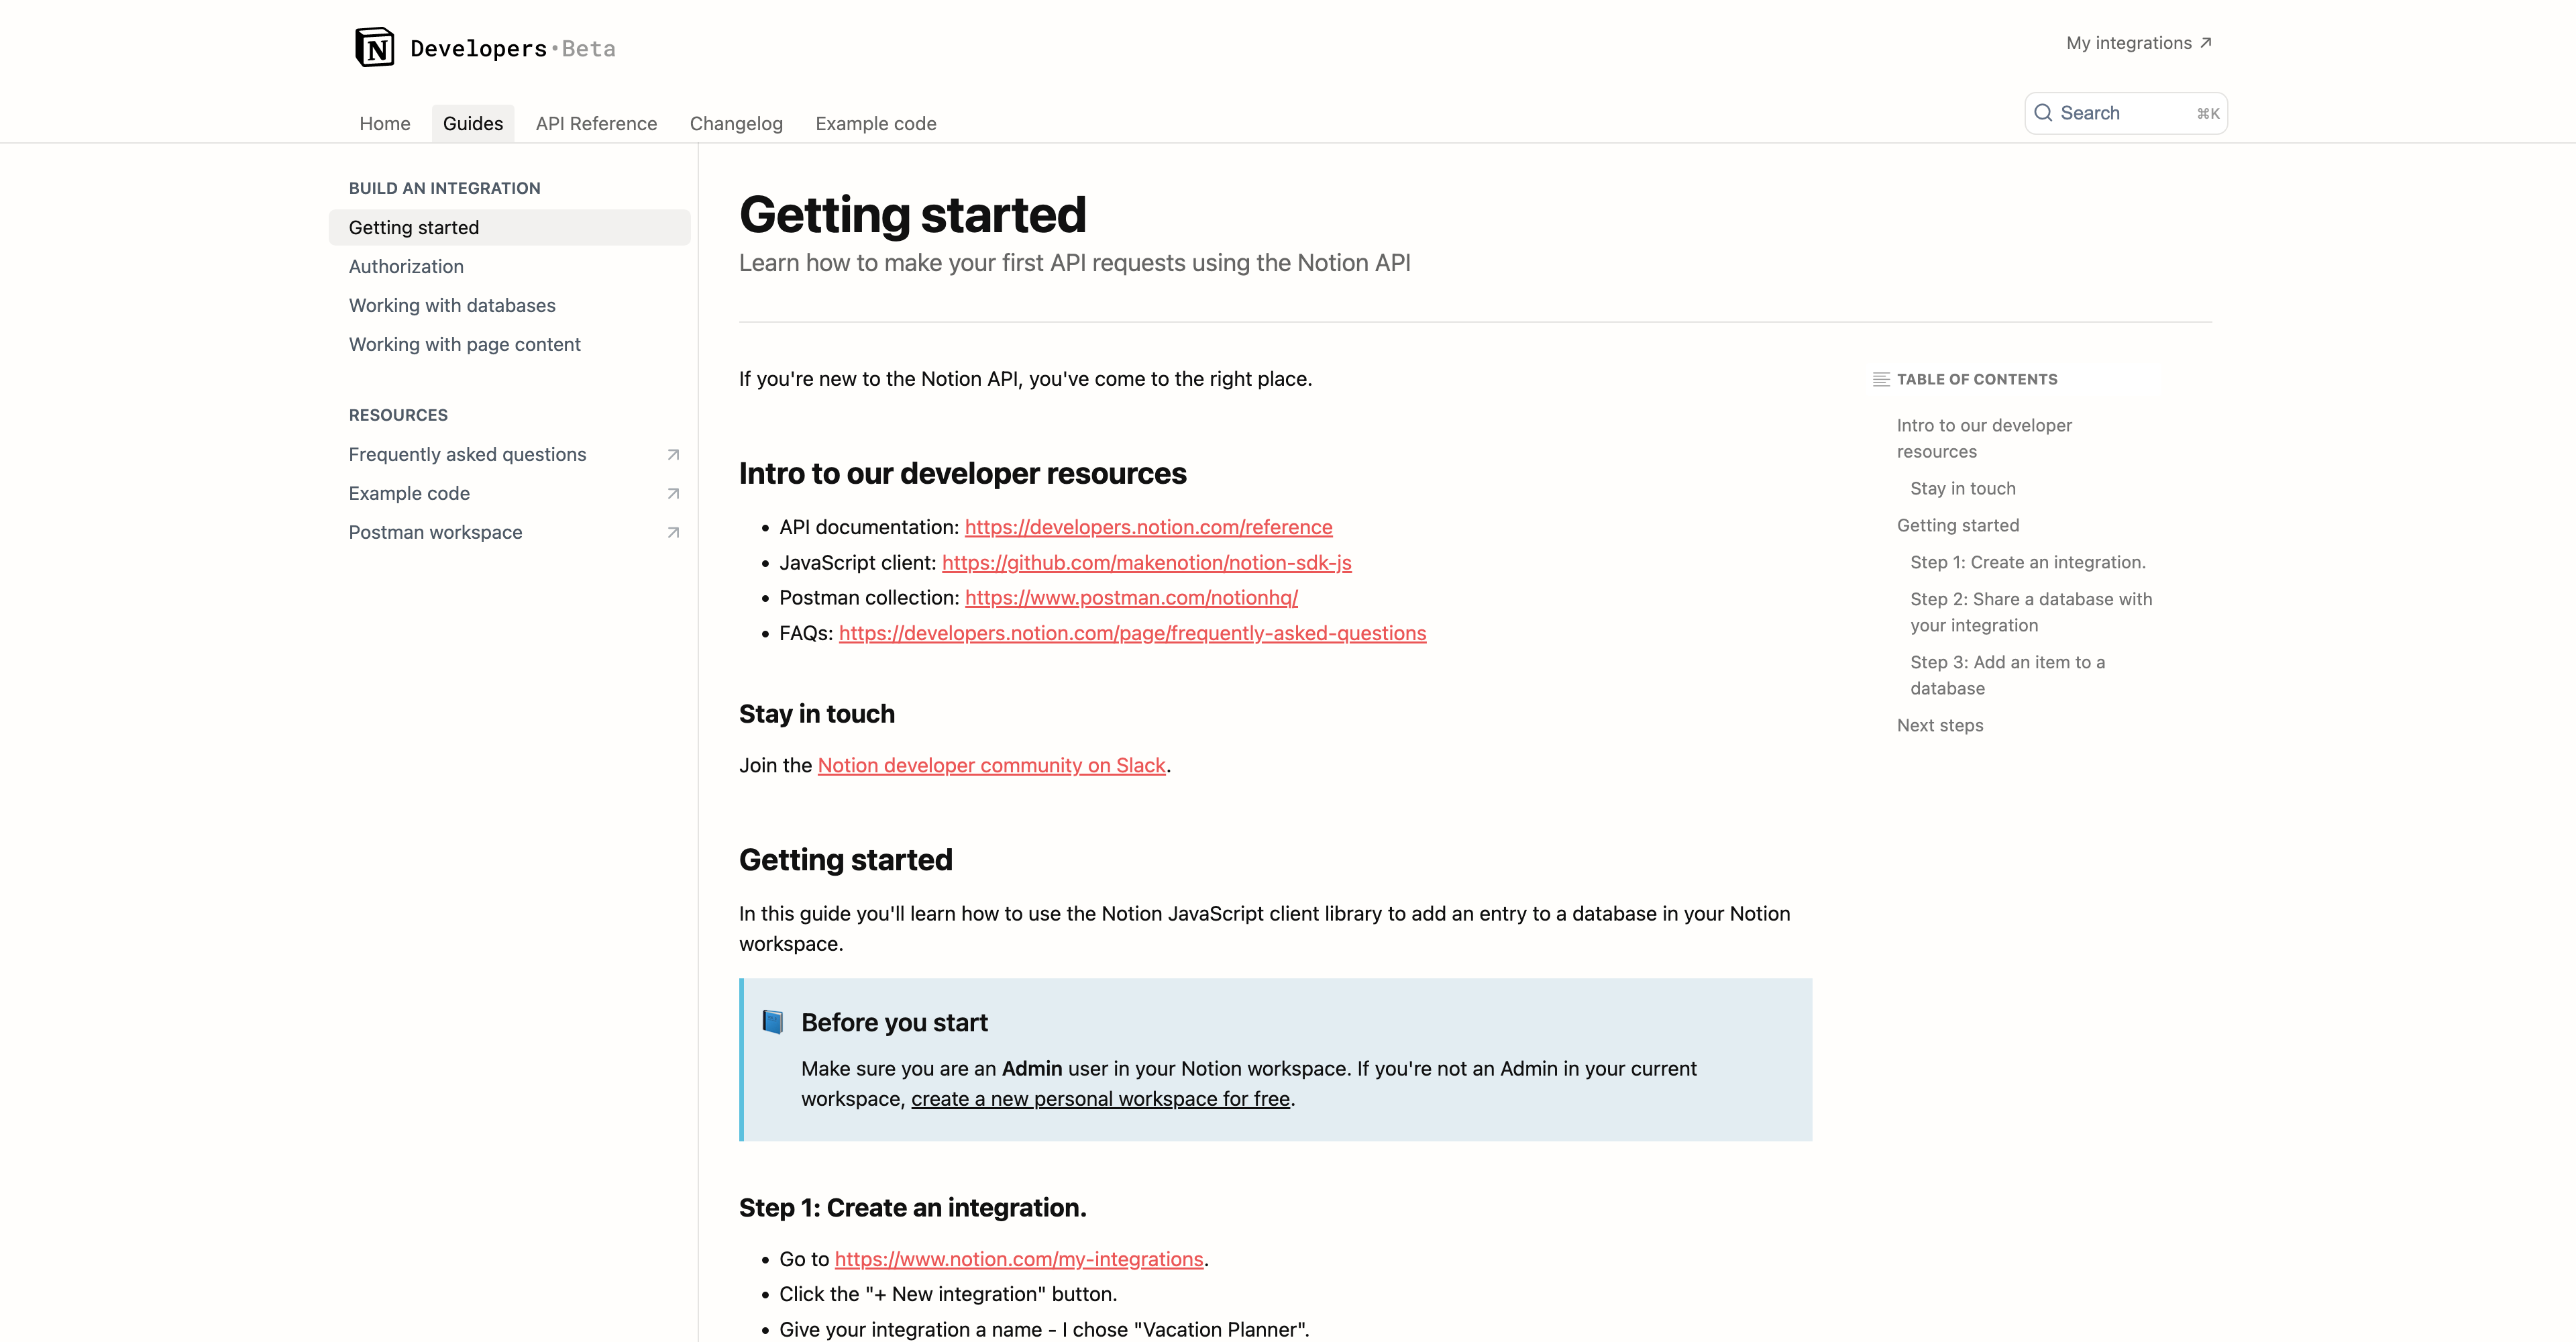 N Developers • Beta
My integrations ↗
Home Guides API Reference Changelog Example code
Search ⌘K
BUILD AN INTEGRATION
Getting started
Authorization
Working with databases
Working with page content
RESOURCES
Frequently asked questions ↗
Example code ↗
Postman workspace ↗
Getting started
Learn how to make your first API requests using the Notion API
If you're new to the Notion API, you've come to the right place.
Intro to our developer resources
• API documentation: https://developers.notion.com/reference
• JavaScript client: https://github.com/makenotion/notion-sdk-js
• Postman collection: https://www.postman.com/notionhq/
• FAQs: https://developers.notion.com/page/frequently-asked-questions
Stay in touch
Join the Notion developer community on Slack.
Getting started
In this guide you'll learn how to use the Notion JavaScript client library to add an entry to a database in your Notion
workspace.
Before you start
Make sure you are an Admin user in your Notion workspace. If you're not an Admin in your current
workspace, create a new personal workspace for free.
Step 1: Create an integration.
• Go to https://www.notion.com/my-integrations.
• Click the "+ New integration" button.
• Give your integration a name - I chose "Vacation Planner".
TABLE OF CONTENTS
Intro to our developer
resources
Stay in touch
Getting started
Step 1: Create an integration.
Step 2: Share a database with
your integration
Step 3: Add an item to a
database
Next steps